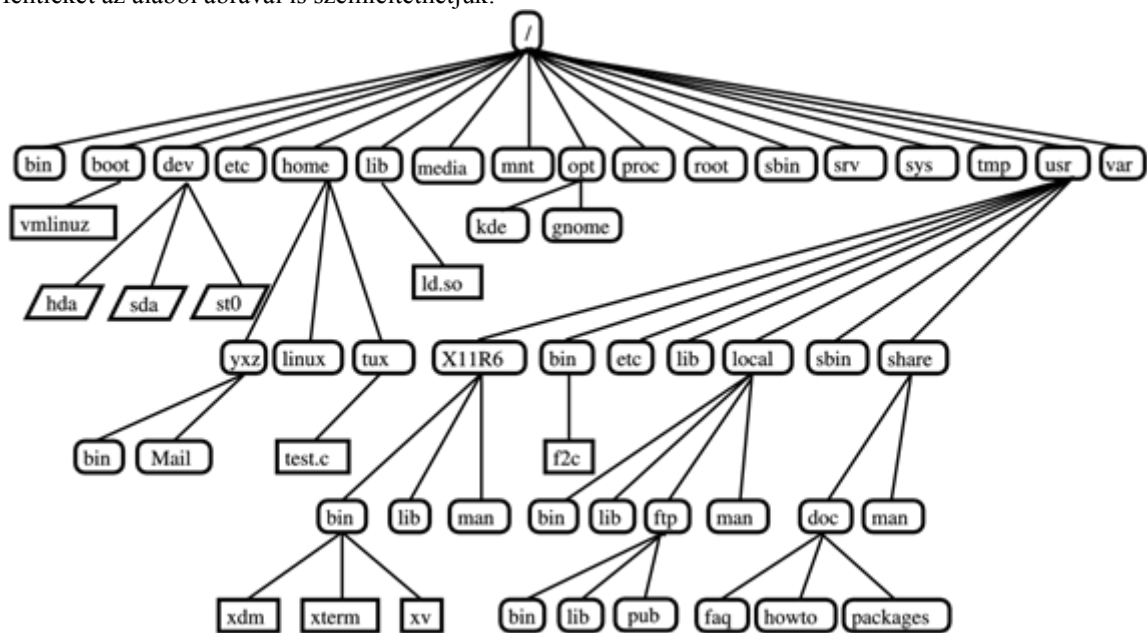 fentieket az alábbi ábrával is szemléltethetjük:
/
bin boot dev etc home lib media mnt opt proc root sbin srv sys tmp usr var
vmlinuz kde gnome
hda sda st0 ld.so
yxz linux tux X11R6 bin etc lib local sbin share
bin Mail test.c f2c
bin lib man bin lib ftp man doc man
xdm xterm xv bin lib pub faq howto packages